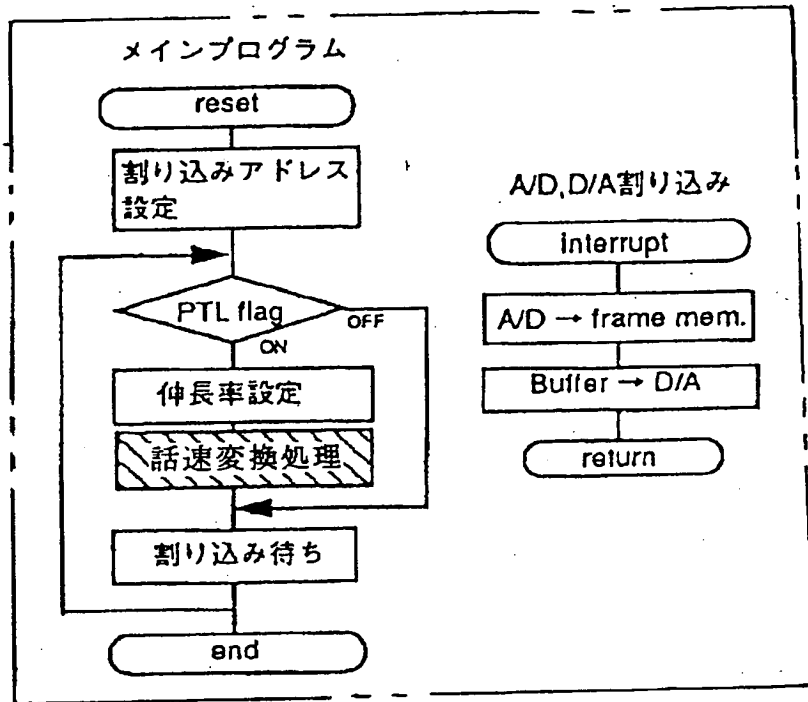 メインプログラム
reset
割り込みアドレス
設定
PTL flag
OFF
ON
伸長率設定
話速変換処理
割り込み待ち
end
A/D,D/A割り込み
interrupt
A/D → frame mem.
Buffer → D/A
return